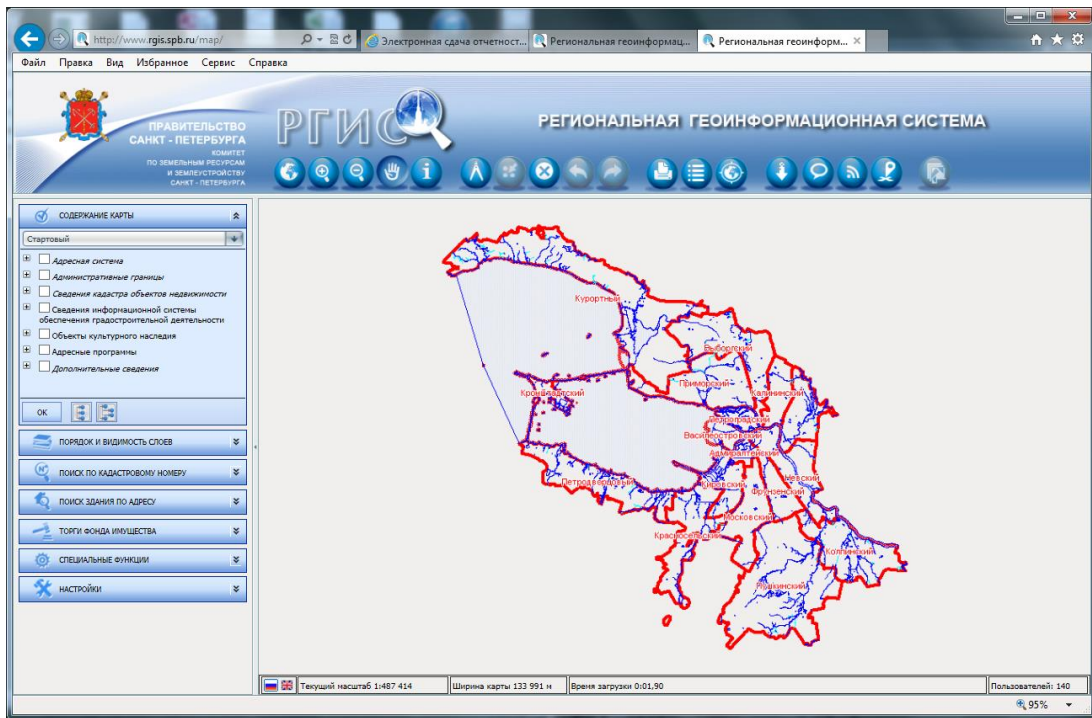 http://www.rgis.spb.ru/map/
Электронная сдача отчетност...
Региональная геоинформац...
Региональная геоинформ...
Файл Правка Вид Избранное Сервис Справка
ПРАВИТЕЛЬСТВО
САНКТ - ПЕТЕРБУРГА
КОМИТЕТ
ПО ЗЕМЕЛЬНЫМ РЕСУРСАМ
И ЗЕМЛЕУСТРОЙСТВУ
САНКТ - ПЕТЕРБУРГА
РГИС
РЕГИОНАЛЬНАЯ ГЕОИНФОРМАЦИОННАЯ СИСТЕМА
СОДЕРЖАНИЕ КАРТЫ
Стартовый
Адресная система
Административные границы
Сведения кадастра объектов недвижимости
Сведения информационной системы
обеспечения градостроительной деятельности
Объекты культурного наследия
Адресные программы
Дополнительные сведения
ОК
ПОРЯДОК И ВИДИМОСТЬ СЛОЕВ
ПОИСК ПО КАДАСТРОВОМУ НОМЕРУ
ПОИСК ЗДАНИЯ ПО АДРЕСУ
ТОРГИ ФОНДА ИМУЩЕСТВА
СПЕЦИАЛЬНЫЕ ФУНКЦИИ
НАСТРОЙКИ
Курортный
Выборгский
Приморский
Калининский
Кронштадтский
Петроградский
Василеостровский
Адмиралтейский
Петродворцовый
Кировский
Невский
Фрунзенский
Московский
Красносельский
Колпинский
Пушкинский
Текущий масштаб 1:487 414
Ширина карты 133 991 м
Время загрузки 0:01,90
Пользователей: 140
95%